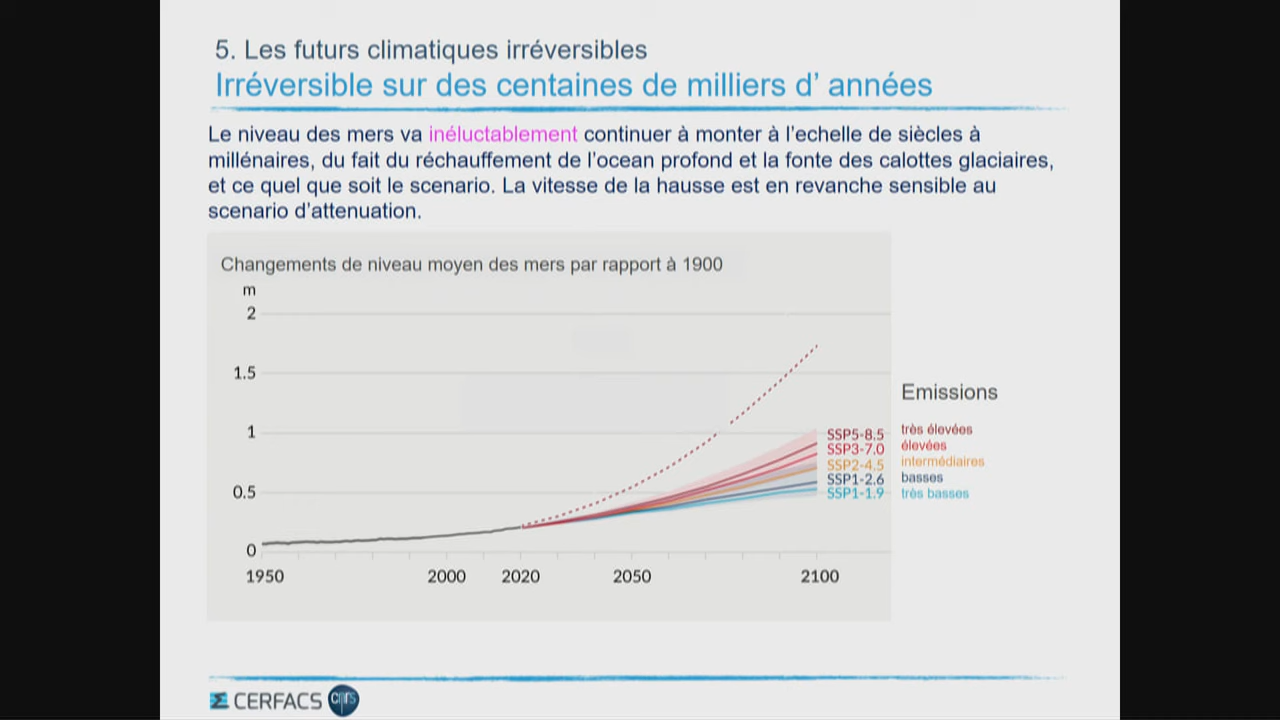 5. Les futurs climatiques irréversibles
Irréversible sur des centaines de milliers d' années
Le niveau des mers va inéluctablement continuer à monter à l'echelle de siècles à
millénaires, du fait du réchauffement de l'ocean profond et la fonte des calottes glaciaires,
et ce quel que soit le scenario. La vitesse de la hausse est en revanche sensible au
scenario d'attenuation.
Changements de niveau moyen des mers par rapport à 1900
m
2
1.5
1
0.5
0
1950
2000
2020
2050
2100
Emissions
SSP5-8.5 très élevées
SSP3-7.0 élevées
SSP2-4.5 intermédiaires
SSP1-2.6 basses
SSP1-1.9 très basses
CERFACS cnrs